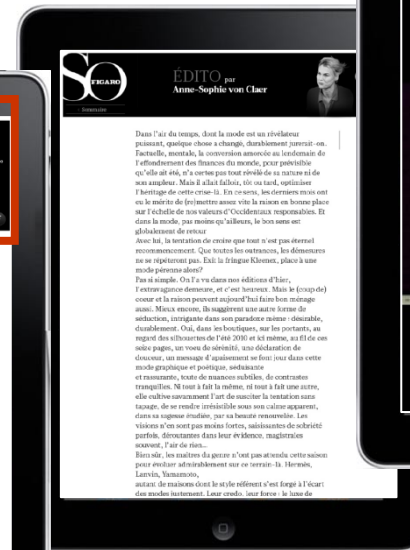 SO FIGARO
ÉDITO par
Anne-Sophie von Claer
Sommaire
Dans l'air du temps, dont la mode est un révélateur
puissant, quelque chose a changé, durablement jurerait-on.
Factuelle, mentale, la conversion amorcée au lendemain de
l'effondrement des finances du monde, pour prévisible
qu'elle ait été, n'a certes pas tout révélé de sa nature ni de
son ampleur. Mais il allait falloir, tôt ou tard, optimiser
l'héritage de cette crise-là. En ce sens, les derniers mois ont
eu le mérite de (re)mettre assez vite la raison en bonne place
sur l'échelle de nos valeurs d'Occidentaux responsables. Et
dans la mode, pas moins qu'ailleurs, le bon sens est
globalement de retour
Avec lui, la tentation de croire que tout n'est pas éternel
recommencement. Que toutes les outrances, les démesures
ne se répéteront pas. Exit la fringue Kleenex, place à une
mode pérenne alors?
Pas si simple. On l'a vu dans nos éditions d'hier,
l'extravagance demeure, et c'est heureux. Mais le (coup de)
coeur et la raison peuvent aujourd'hui faire bon ménage
aussi. Mieux encore, ils suggèrent une autre forme de
séduction, intrigante dans son paradoxe même : désirable,
durablement. Oui, dans les boutiques, sur les portants, au
regard des silhouettes de l'été 2010 et ici même, au fil de ces
seize pages, un voeu de sérénité, une déclaration de
douceur, un message d'apaisement se font jour dans cette
mode graphique et poétique, séduisante
et rassurante, toute de nuances subtiles, de contrastes
tranquilles. Ni tout à fait la même, ni tout à fait une autre,
elle cultive savamment l'art de susciter la tentation sans
tapage, de se rendre irrésistible sous son calme apparent,
dans sa sagesse étudiée, par sa beauté renouvelée. Les
visions n'en sont pas moins fortes, saisissantes de sobriété
parfois, déroutantes dans leur évidence, magistrales
souvent, l'air de rien...
Bien sûr, les maîtres du genre n'ont pas attendu cette saison
pour évoluer admirablement sur ce terrain-là. Hermès,
Lanvin, Yamamoto,
autant de maisons dont le style référent s'est forgé à l'écart
des modes justement. Leur credo, leur force : le luxe de